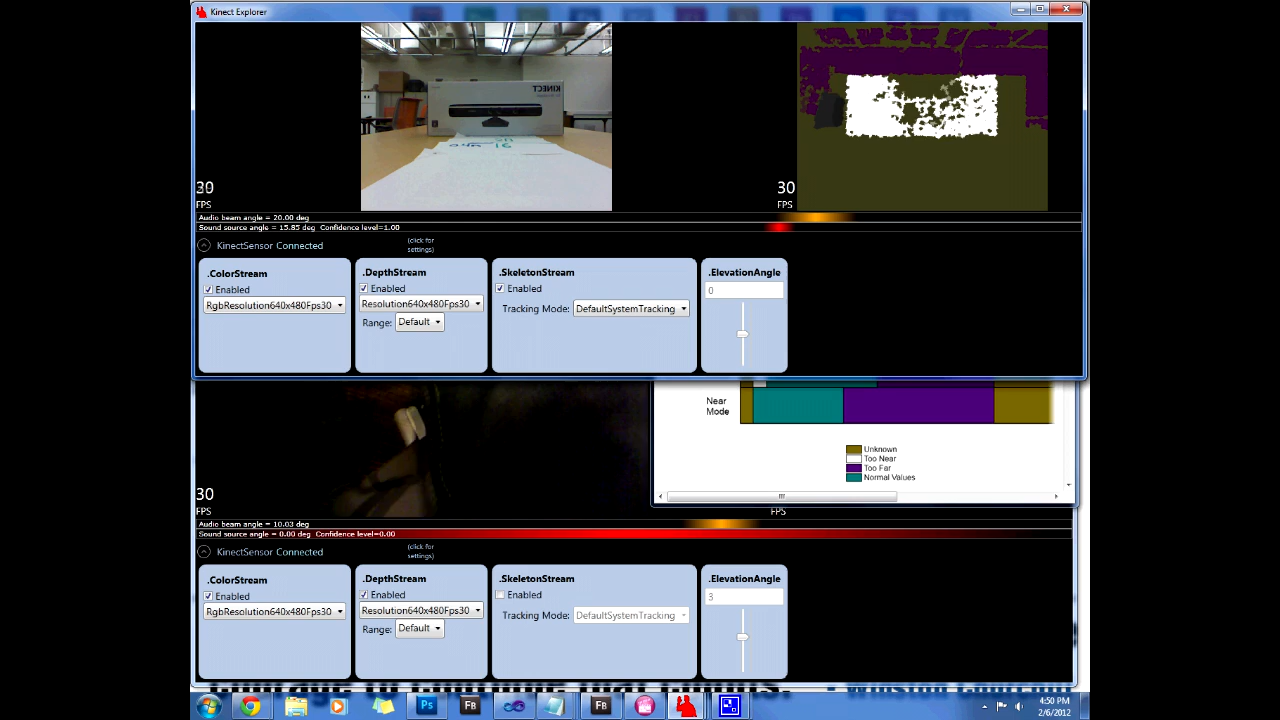 Kinect Explorer
KINECT
30
FPS
30
FPS
Audio beam angle = 20.00 deg
Sound source angle = 15.85 deg Confidence level=1.00
KinectSensor Connected
(click for
settings)
.ColorStream
Enabled
RgbResolution640x480Fps30
.DepthStream
Enabled
Resolution640x480Fps30
Range: Default
.SkeletonStream
Enabled
Tracking Mode: DefaultSystemTracking
.ElevationAngle
0
Near
Mode
Unknown
Too Near
Too Far
Normal Values
30
FPS
FPS
Audio beam angle = 10.03 deg
Sound source angle = 0.00 deg Confidence level=0.00
KinectSensor Connected
(click for
settings)
.ColorStream
Enabled
RgbResolution640x480Fps30
.DepthStream
Enabled
Resolution640x480Fps30
Range: Default
.SkeletonStream
Enabled
Tracking Mode: DefaultSystemTracking
.ElevationAngle
3
Ps
FB
FB
4:50 PM
2/6/2012